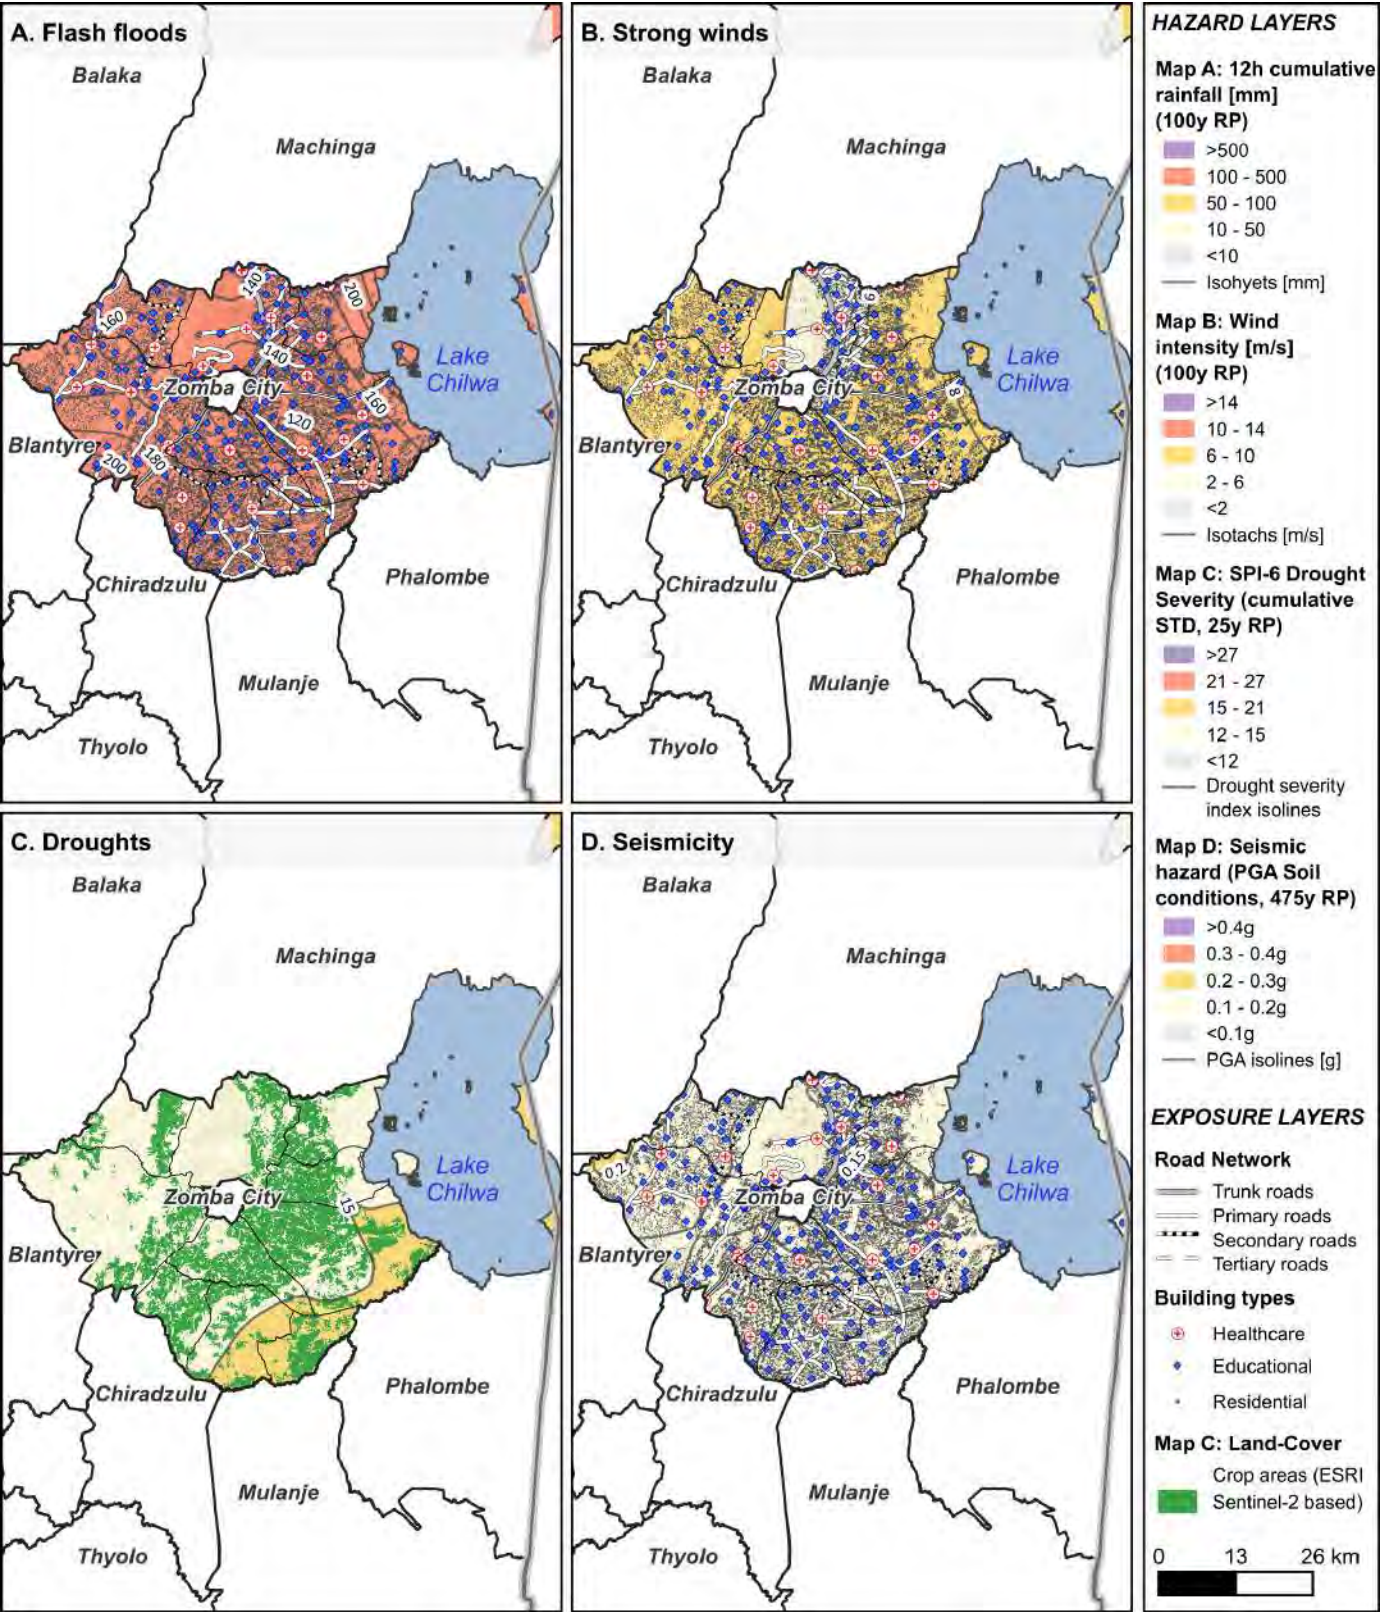 A. Flash floods
Balaka
Machinga
140
200
160
140
Lake
Chilwa
Zomba City
160
120
Blantyre
200
180
Chiradzulu
Phalombe
Mulanje
Thyolo
B. Strong winds
Balaka
Machinga
6
Lake
Chilwa
Zomba City
8
Blantyre
Chiradzulu
Phalombe
Mulanje
Thyolo
C. Droughts
Balaka
Machinga
Lake
Chilwa
Zomba City
15
Blantyre
Chiradzulu
Phalombe
Mulanje
Thyolo
D. Seismicity
Balaka
Machinga
0.2
0.15
Lake
Chilwa
Zomba City
Blantyre
Chiradzulu
Phalombe
Mulanje
Thyolo
HAZARD LAYERS
Map A: 12h cumulative
rainfall [mm]
(100y RP)
>500
100 - 500
50 - 100
10 - 50
<10
Isohyets [mm]
Map B: Wind
intensity [m/s]
(100y RP)
>14
10 - 14
6 - 10
2 - 6
<2
Isotachs [m/s]
Map C: SPI-6 Drought
Severity (cumulative
STD, 25y RP)
>27
21 - 27
15 - 21
12 - 15
<12
Drought severity
index isolines
Map D: Seismic
hazard (PGA Soil
conditions, 475y RP)
>0.4g
0.3 - 0.4g
0.2 - 0.3g
0.1 - 0.2g
<0.1g
PGA isolines [g]
EXPOSURE LAYERS
Road Network
Trunk roads
Primary roads
Secondary roads
Tertiary roads
Building types
Healthcare
Educational
Residential
Map C: Land-Cover
Crop areas (ESRI
Sentinel-2 based)
0 13 26 km